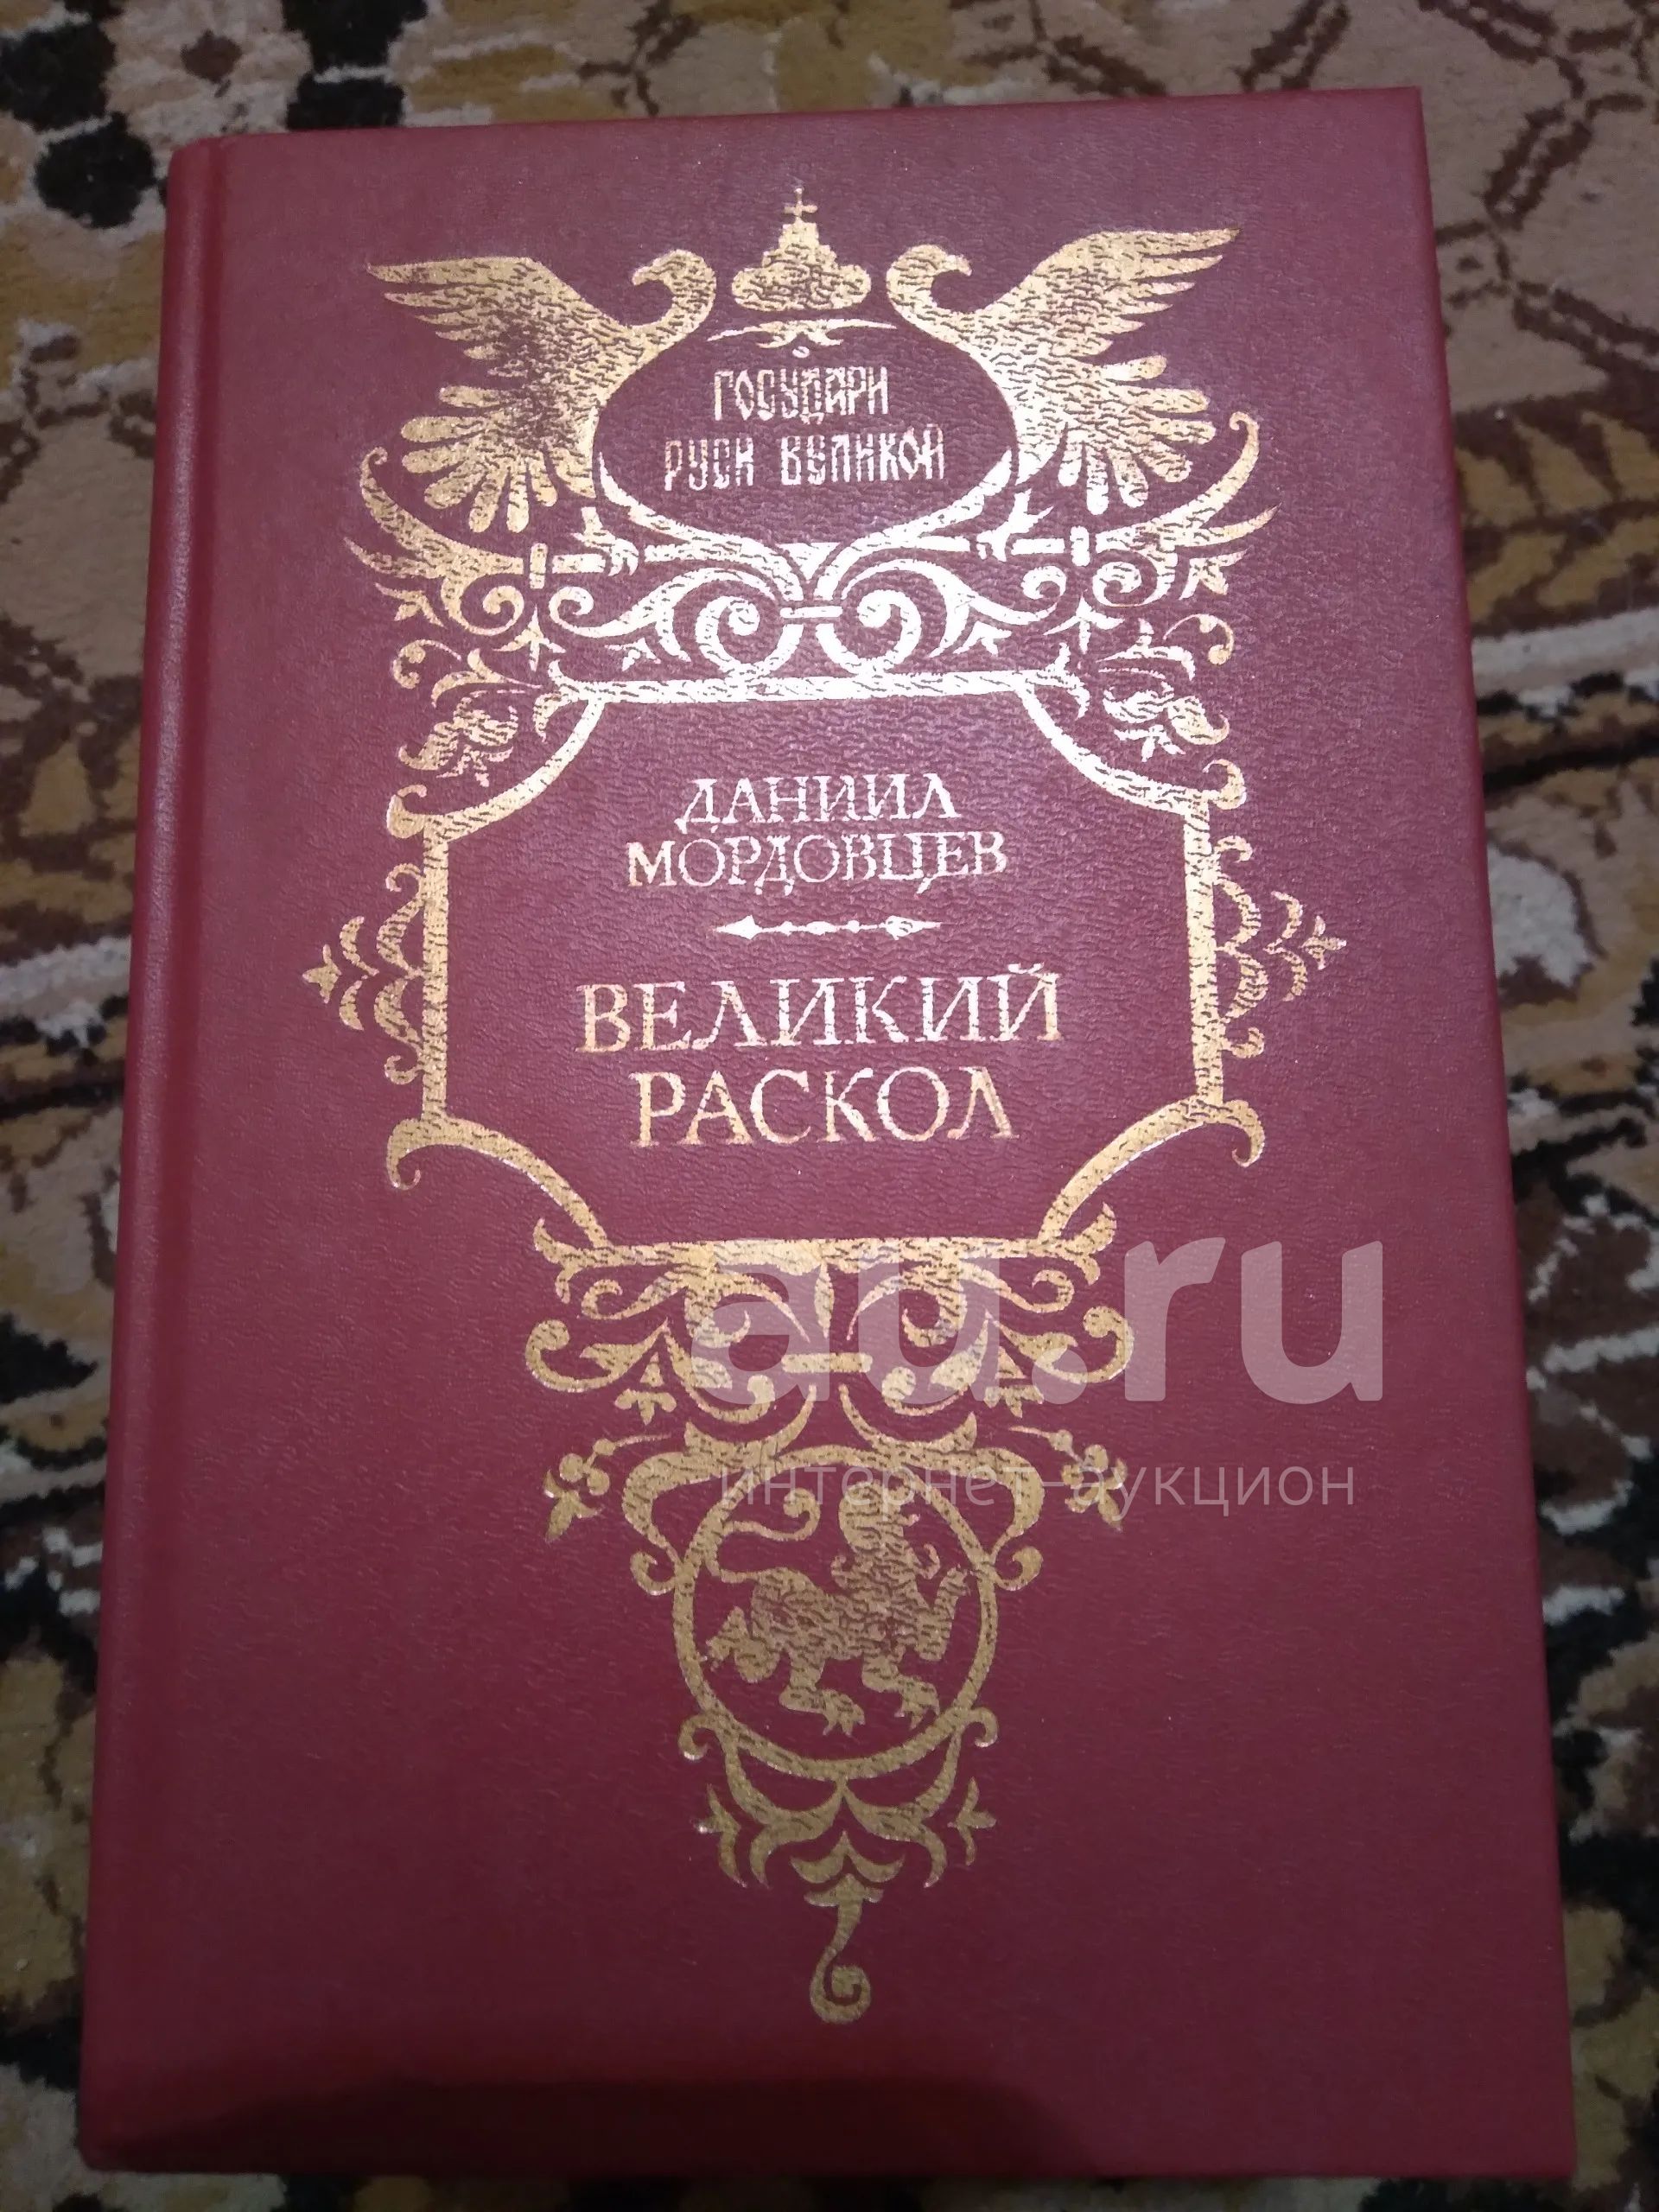 ГОСУДАРИ
РУСИ ВЕЛИКОЙ
ДАНИИЛ
МОРДОВЦЕВ
ВЕЛИКИЙ
РАСКОЛ
au.ru
интернет-аукцион